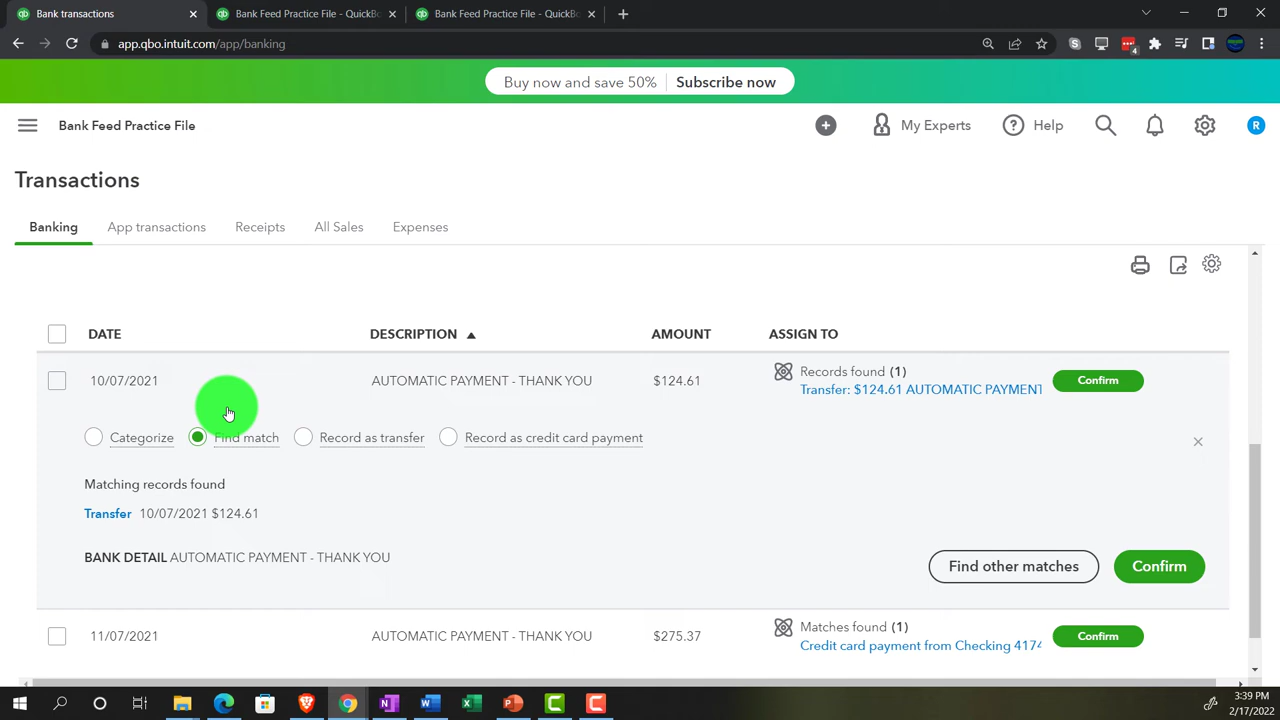 Bank Transactions
Bank Feed Practice File - QuickBo
Bank Feed Practice File - QuickBo
app.qbo.intuit.com/app/banking
4
Buy now and save 50%
Subscribe now
Bank Feed Practice File
My Experts
Help
R
Transactions
Banking
App transactions
Receipts
All Sales
Expenses
DATE
DESCRIPTION
AMOUNT
ASSIGN TO
10/07/2021
AUTOMATIC PAYMENT - THANK YOU
$124.61
Records found (1)
Transfer: $124.61 AUTOMATIC PAYMENT
Confirm
Categorize
Find match
Record as transfer
Record as credit card payment
Matching records found
Transfer 10/07/2021 $124.61
BANK DETAIL AUTOMATIC PAYMENT - THANK YOU
Find other matches
Confirm
11/07/2021
AUTOMATIC PAYMENT - THANK YOU
$275.37
Matches found (1)
Credit card payment from Checking 4174
Confirm
3:39 PM
2/17/2022